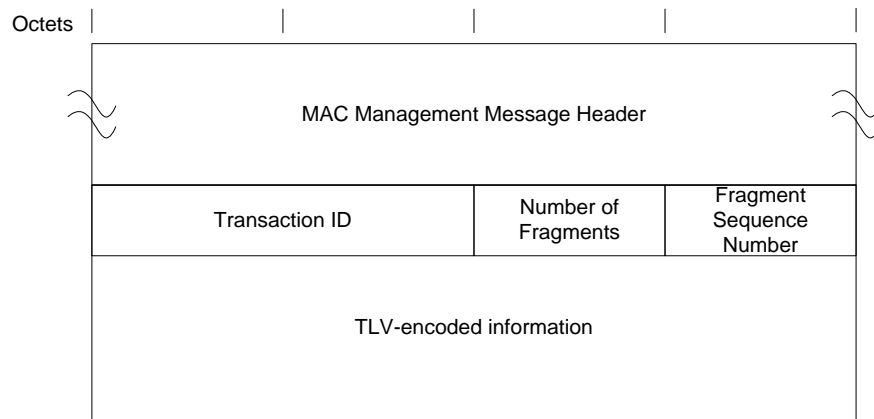 Octets
MAC Management Message Header
Transaction ID
Number of
Fragments
Fragment
Sequence
Number
TLV-encoded information